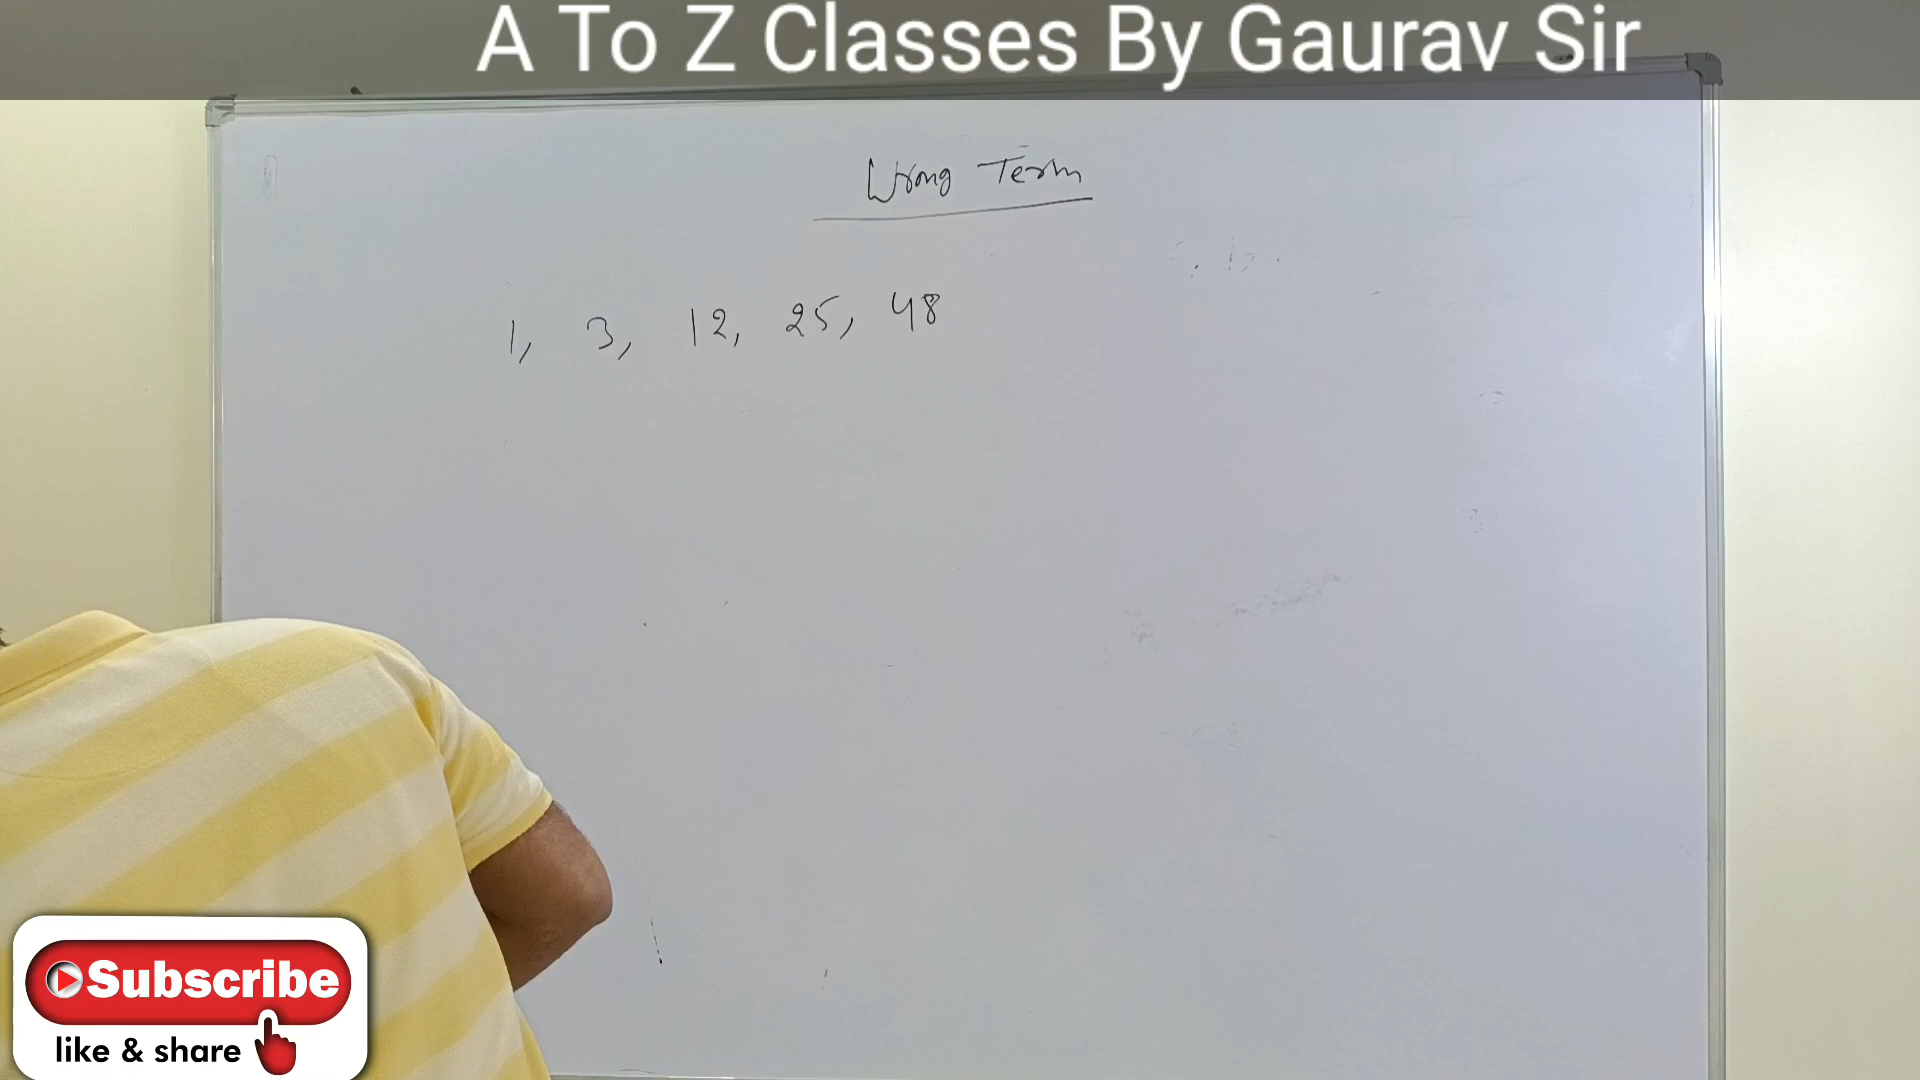 A To Z Classes By Gaurav Sir
Wrong Term
1, 3, 12, 25, 48
Subscribe
like & share